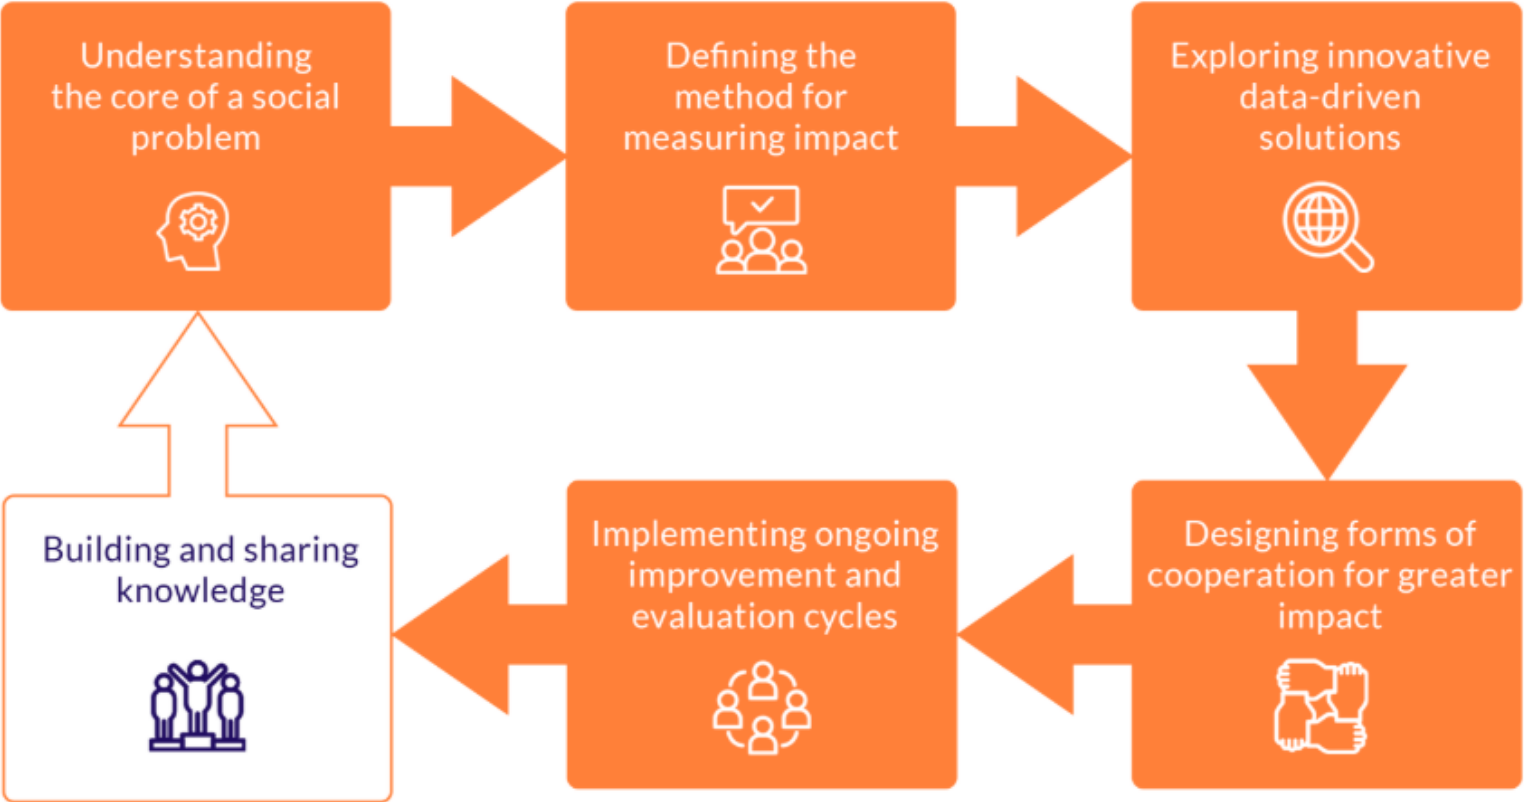 Understanding
the core of a social
problem
Defining the
method for
measuring impact
Exploring innovative
data-driven
solutions
Designing forms of
cooperation for greater
impact
Implementing ongoing
improvement and
evaluation cycles
Building and sharing
knowledge